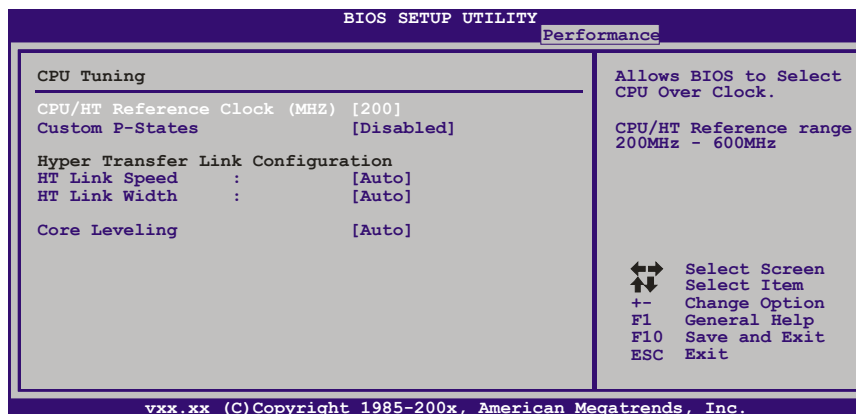 BIOS SETUP UTILITY
Performance
CPU Tuning
CPU/HT Reference Clock (MHZ) [200]
Custom P-States [Disabled]
Hyper Transfer Link Configuration
HT Link Speed : [Auto]
HT Link Width : [Auto]
Core Leveling [Auto]
Allows BIOS to Select
CPU Over Clock.
CPU/HT Reference range
200MHz - 600MHz
Select Screen
Select Item
+- Change Option
F1 General Help
F10 Save and Exit
ESC Exit
vxx.xx (C)Copyright 1985-200x, American Megatrends, Inc.